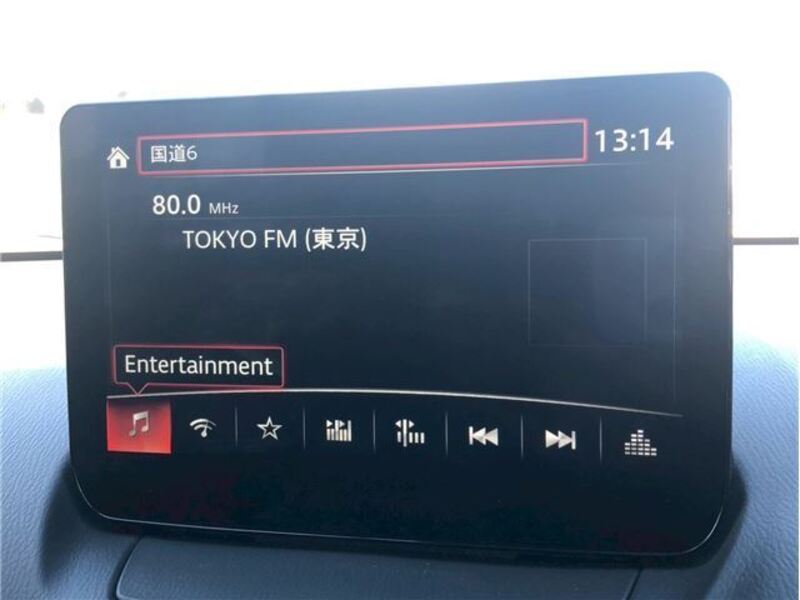 国道6
13:14
80.0 MHz
TOKYO FM (東京)
Entertainment